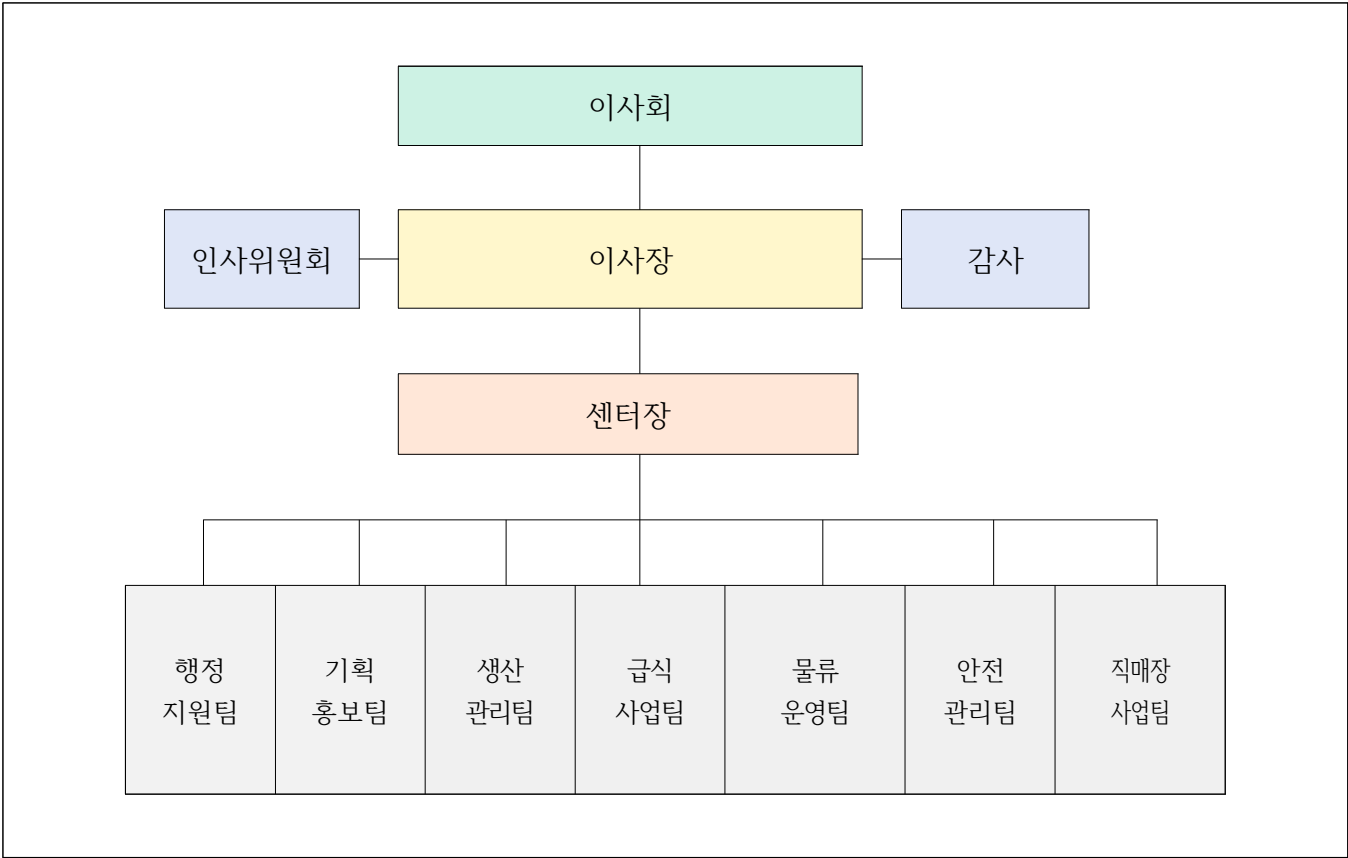 이사회
인사위원회
이사장
감사
센터장
행정
지원팀
기획
홍보팀
생산
관리팀
급식
사업팀
물류
운영팀
안전
관리팀
직매장
사업팀